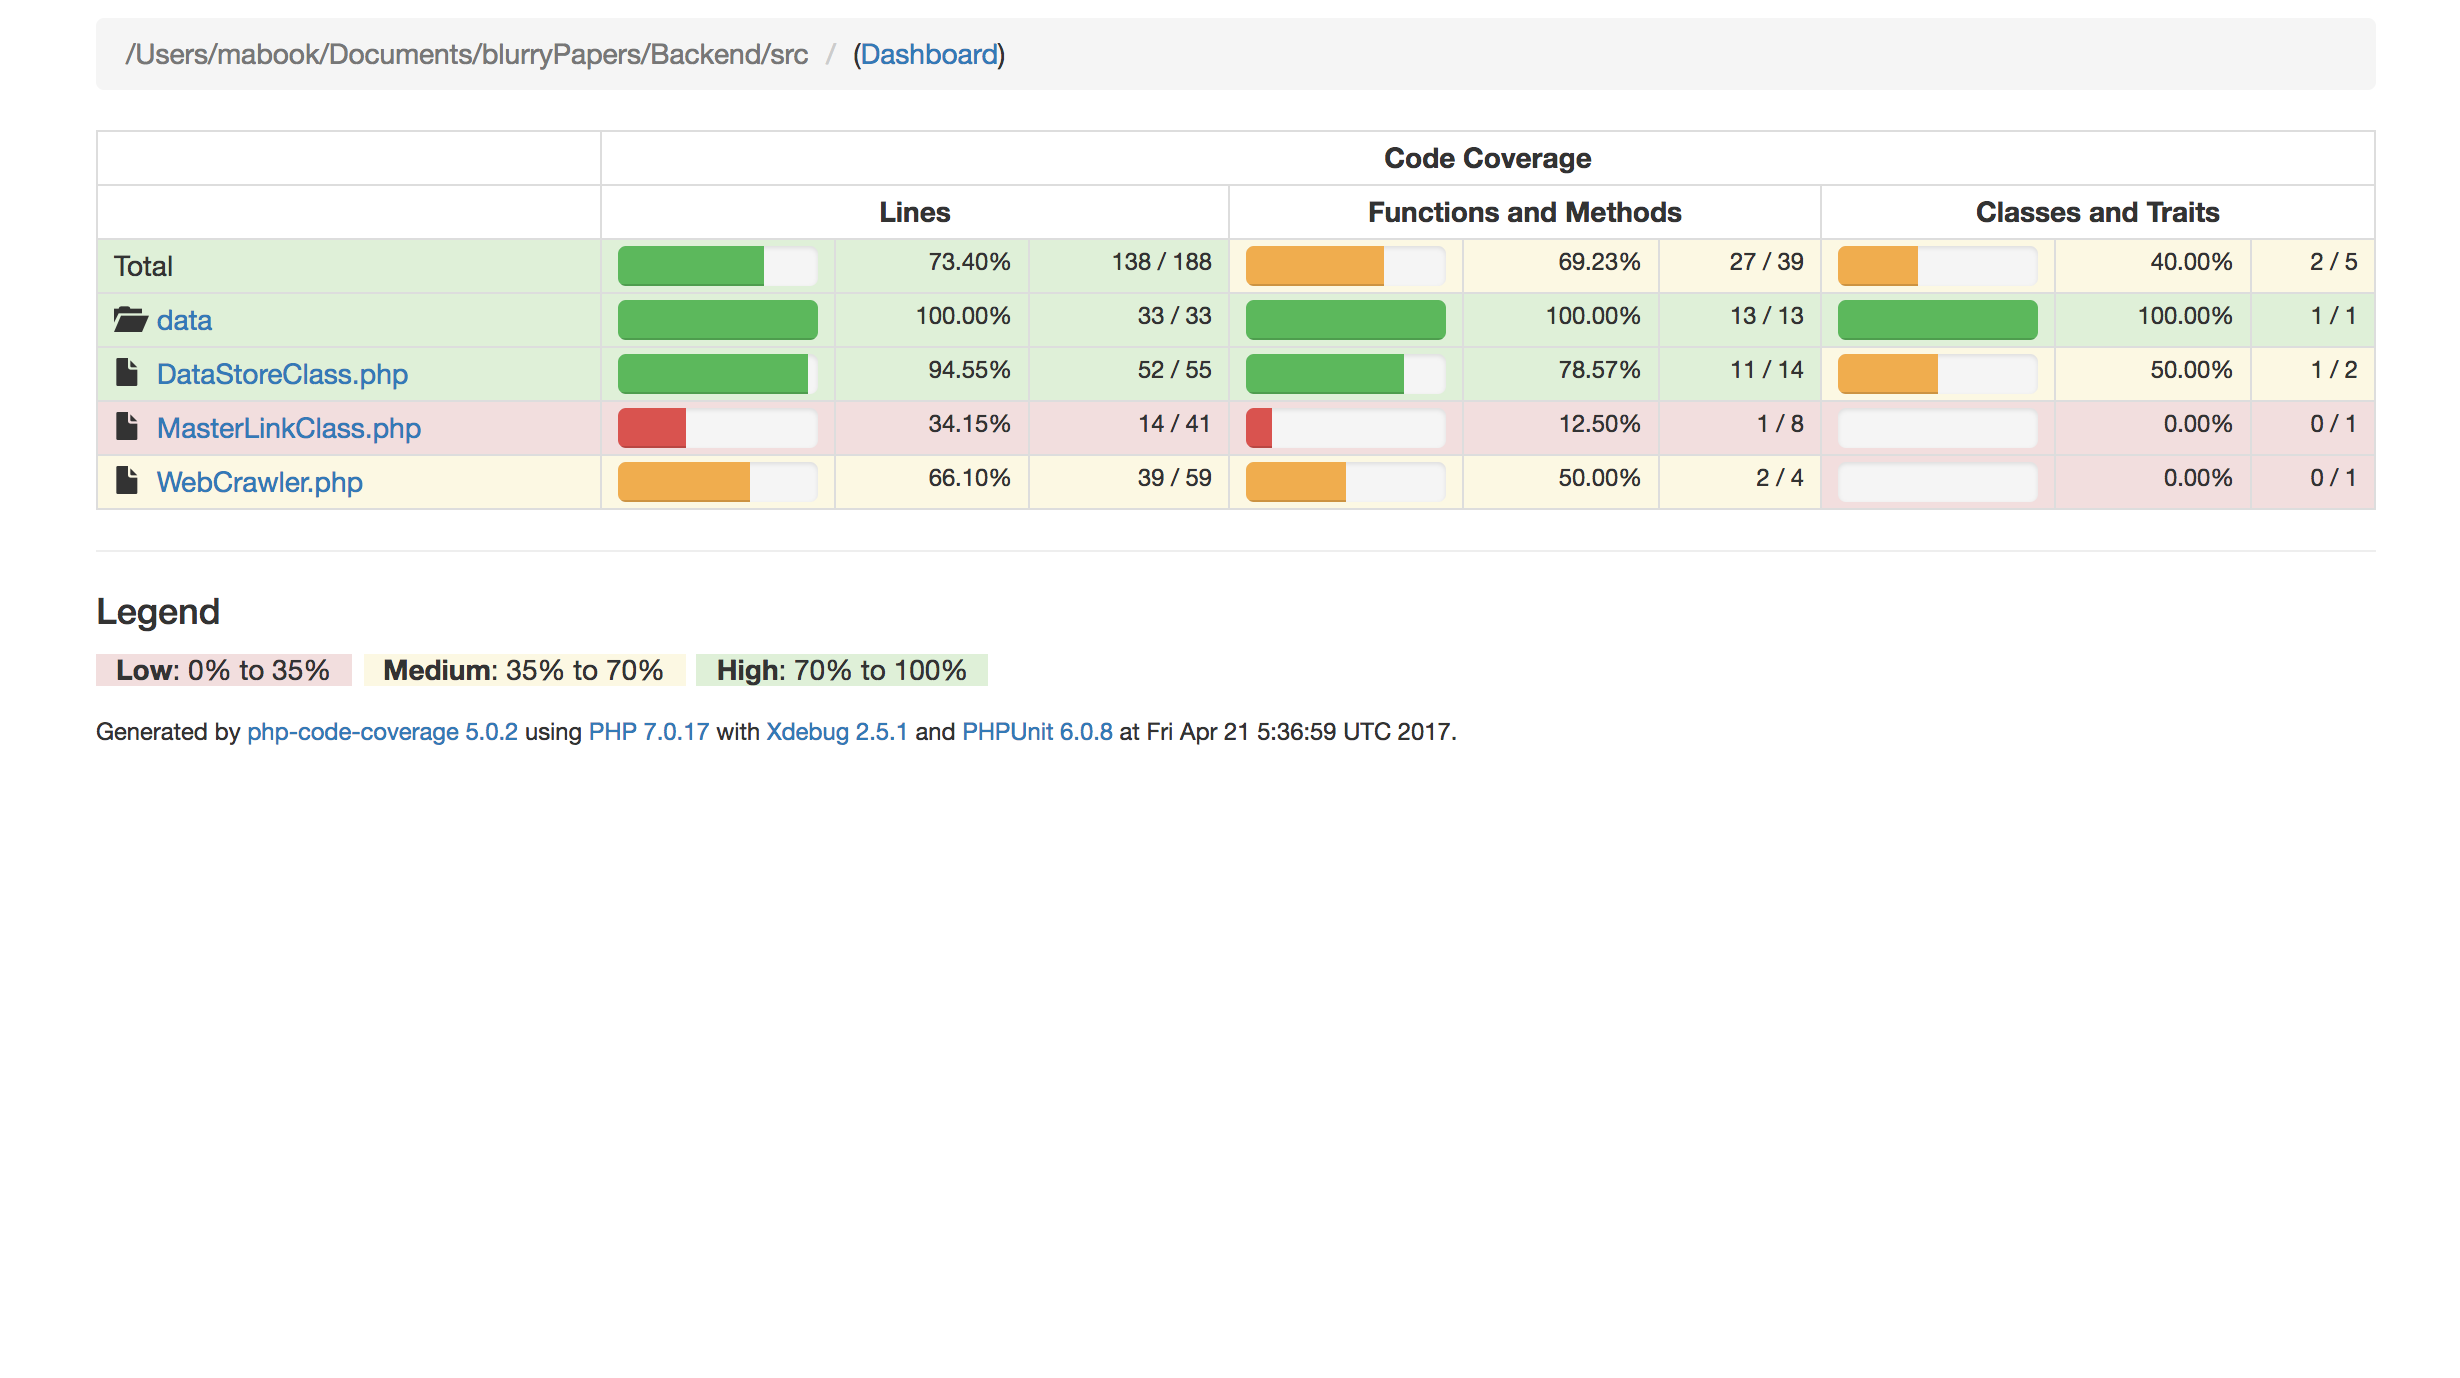 /Users/mabook/Documents/blurryPapers/Backend/src / (Dashboard)
Code Coverage
Lines Functions and Methods Classes and Traits
Total 73.40% 138 / 188 69.23% 27 / 39 40.00% 2 / 5
data 100.00% 33 / 33 100.00% 13 / 13 100.00% 1 / 1
DataStoreClass.php 94.55% 52 / 55 78.57% 11 / 14 50.00% 1 / 2
MasterLinkClass.php 34.15% 14 / 41 12.50% 1 / 8 0.00% 0 / 1
WebCrawler.php 66.10% 39 / 59 50.00% 2 / 4 0.00% 0 / 1
Legend
Low: 0% to 35% Medium: 35% to 70% High: 70% to 100%
Generated by php-code-coverage 5.0.2 using PHP 7.0.17 with Xdebug 2.5.1 and PHPUnit 6.0.8 at Fri Apr 21 5:36:59 UTC 2017.